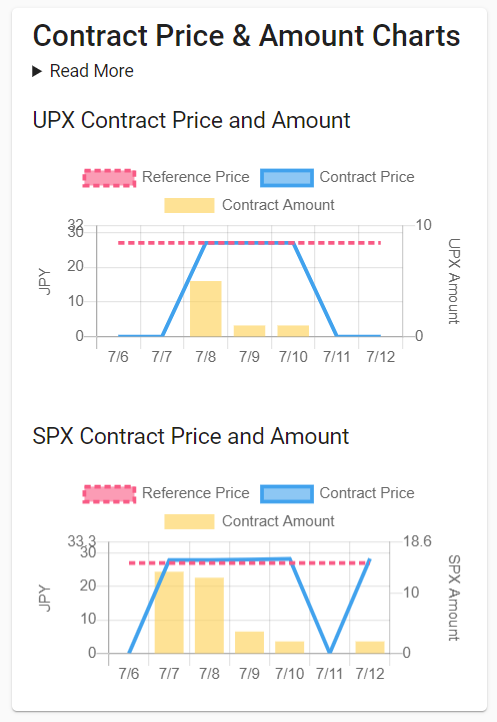 Contract Price & Amount Charts
Read More
UPX Contract Price and Amount
Reference Price Contract Price
Contract Amount
32
30
20
10
0
JPY
10
0
UPX Amount
7/6 7/7 7/8 7/9 7/10 7/11 7/12
SPX Contract Price and Amount
Reference Price Contract Price
Contract Amount
33.3
30
20
10
0
JPY
18.6
10
0
SPX Amount
7/6 7/7 7/8 7/9 7/10 7/11 7/12